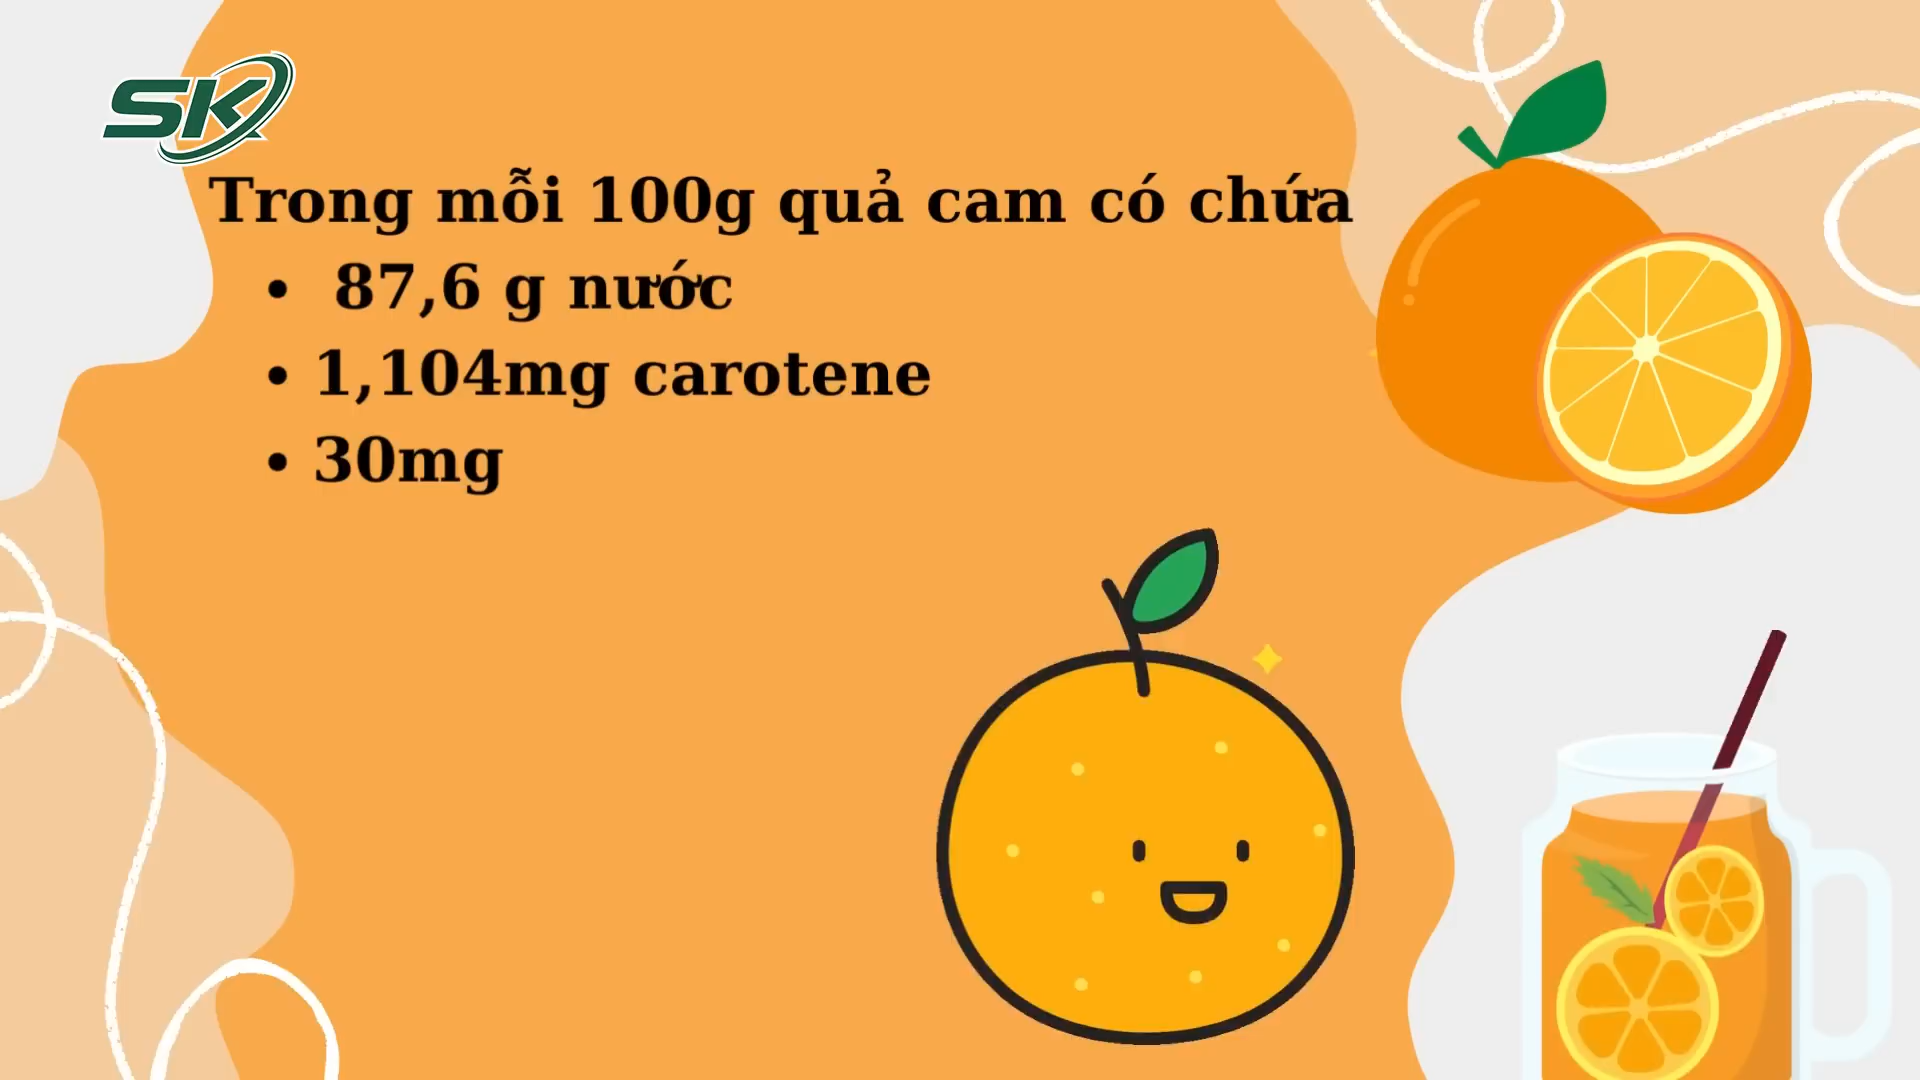 SK
Trong mỗi 100g quả cam có chứa
• 87,6 g nước
• 1,104mg carotene
• 30mg